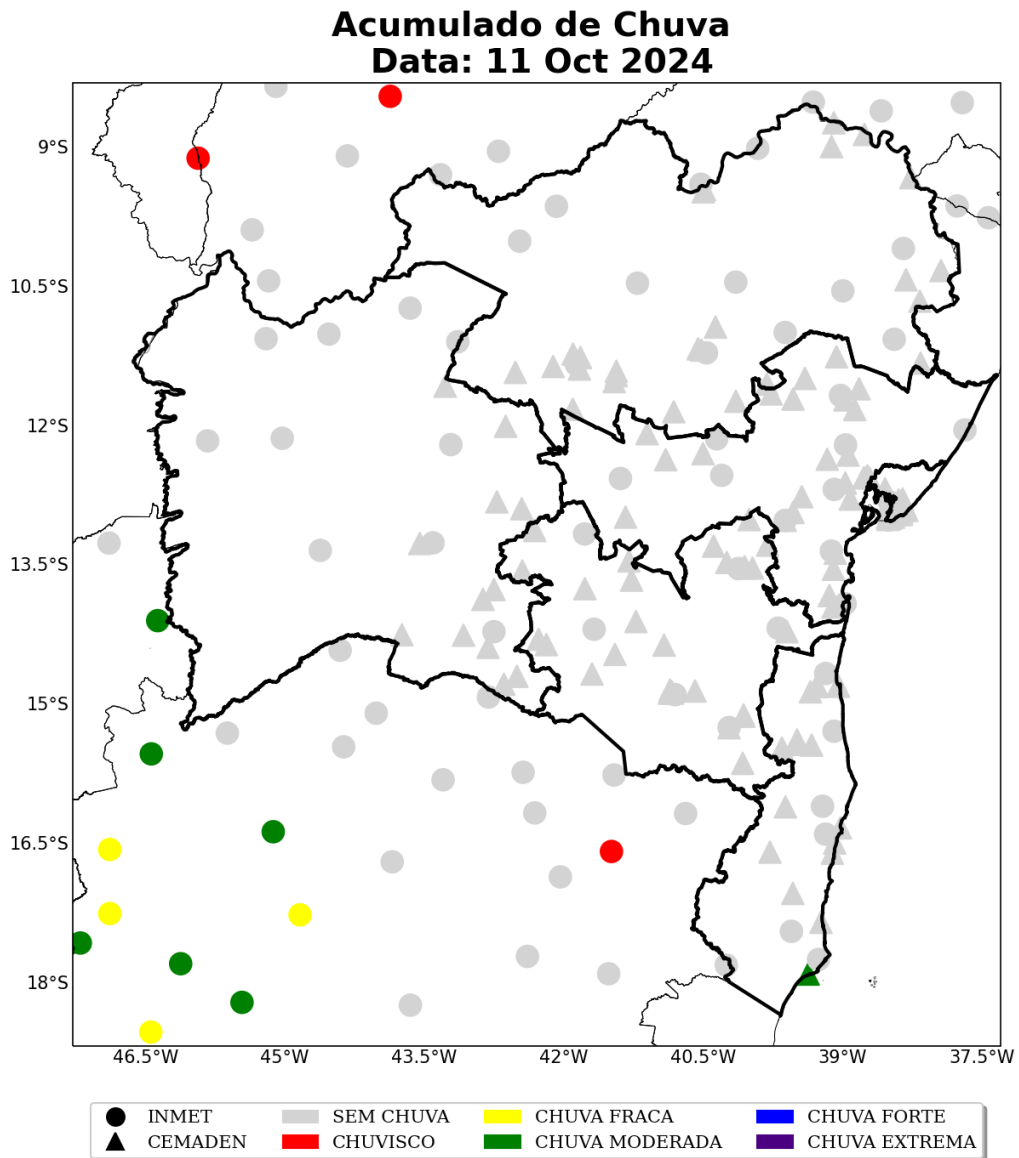 Acumulado de Chuva
Data: 11 Oct 2024
9°S
10.5°S
12°S
13.5°S
15°S
16.5°S
18°S
46.5°W 45°W 43.5°W 42°W 40.5°W 39°W 37.5°W
INMET SEM CHUVA CHUVA FRACA CHUVA FORTE
CEMADEN CHUVISCO CHUVA MODERADA CHUVA EXTREMA